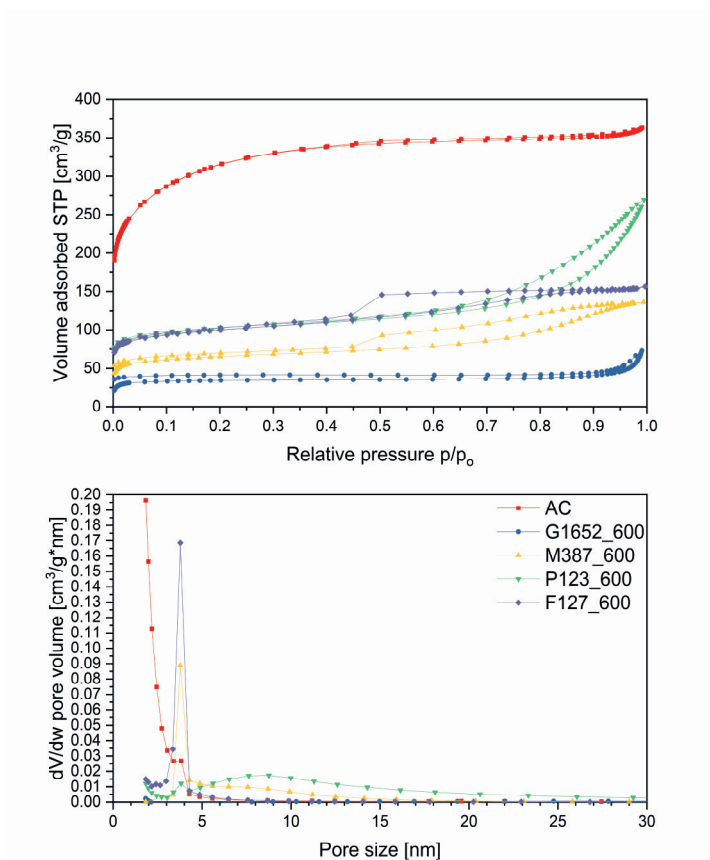 400
350
300
250
200
150
100
50
0
Volume adsorbed STP [cm³/g]
0.0 0.1 0.2 0.3 0.4 0.5 0.6 0.7 0.8 0.9 1.0
Relative pressure p/pₒ
0.20
0.19
0.18
0.17
0.16
0.15
0.14
0.13
0.12
0.11
0.10
0.09
0.08
0.07
0.06
0.05
0.04
0.03
0.02
0.01
0.00
dV/dw pore volume [cm³/g*nm]
AC
G1652_600
M387_600
P123_600
F127_600
0 5 10 15 20 25 30
Pore size [nm]